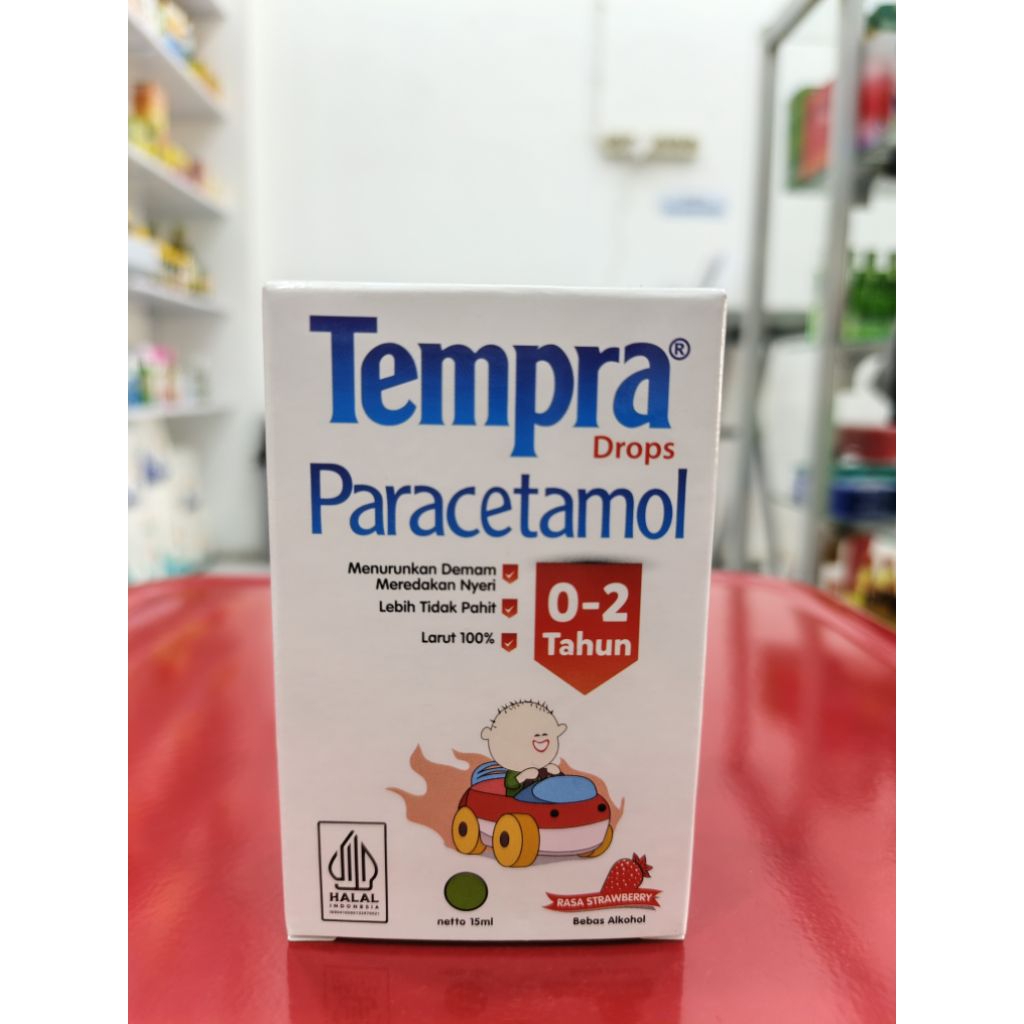 Tempra®
Drops
Paracetamol
Menurunkan Demam
Meredakan Nyeri
Lebih Tidak Pahit
Larut 100%
0-2
Tahun
HALAL
INDONESIA
netto 15ml
RASA STRAWBERRY
Bebas Alkohol